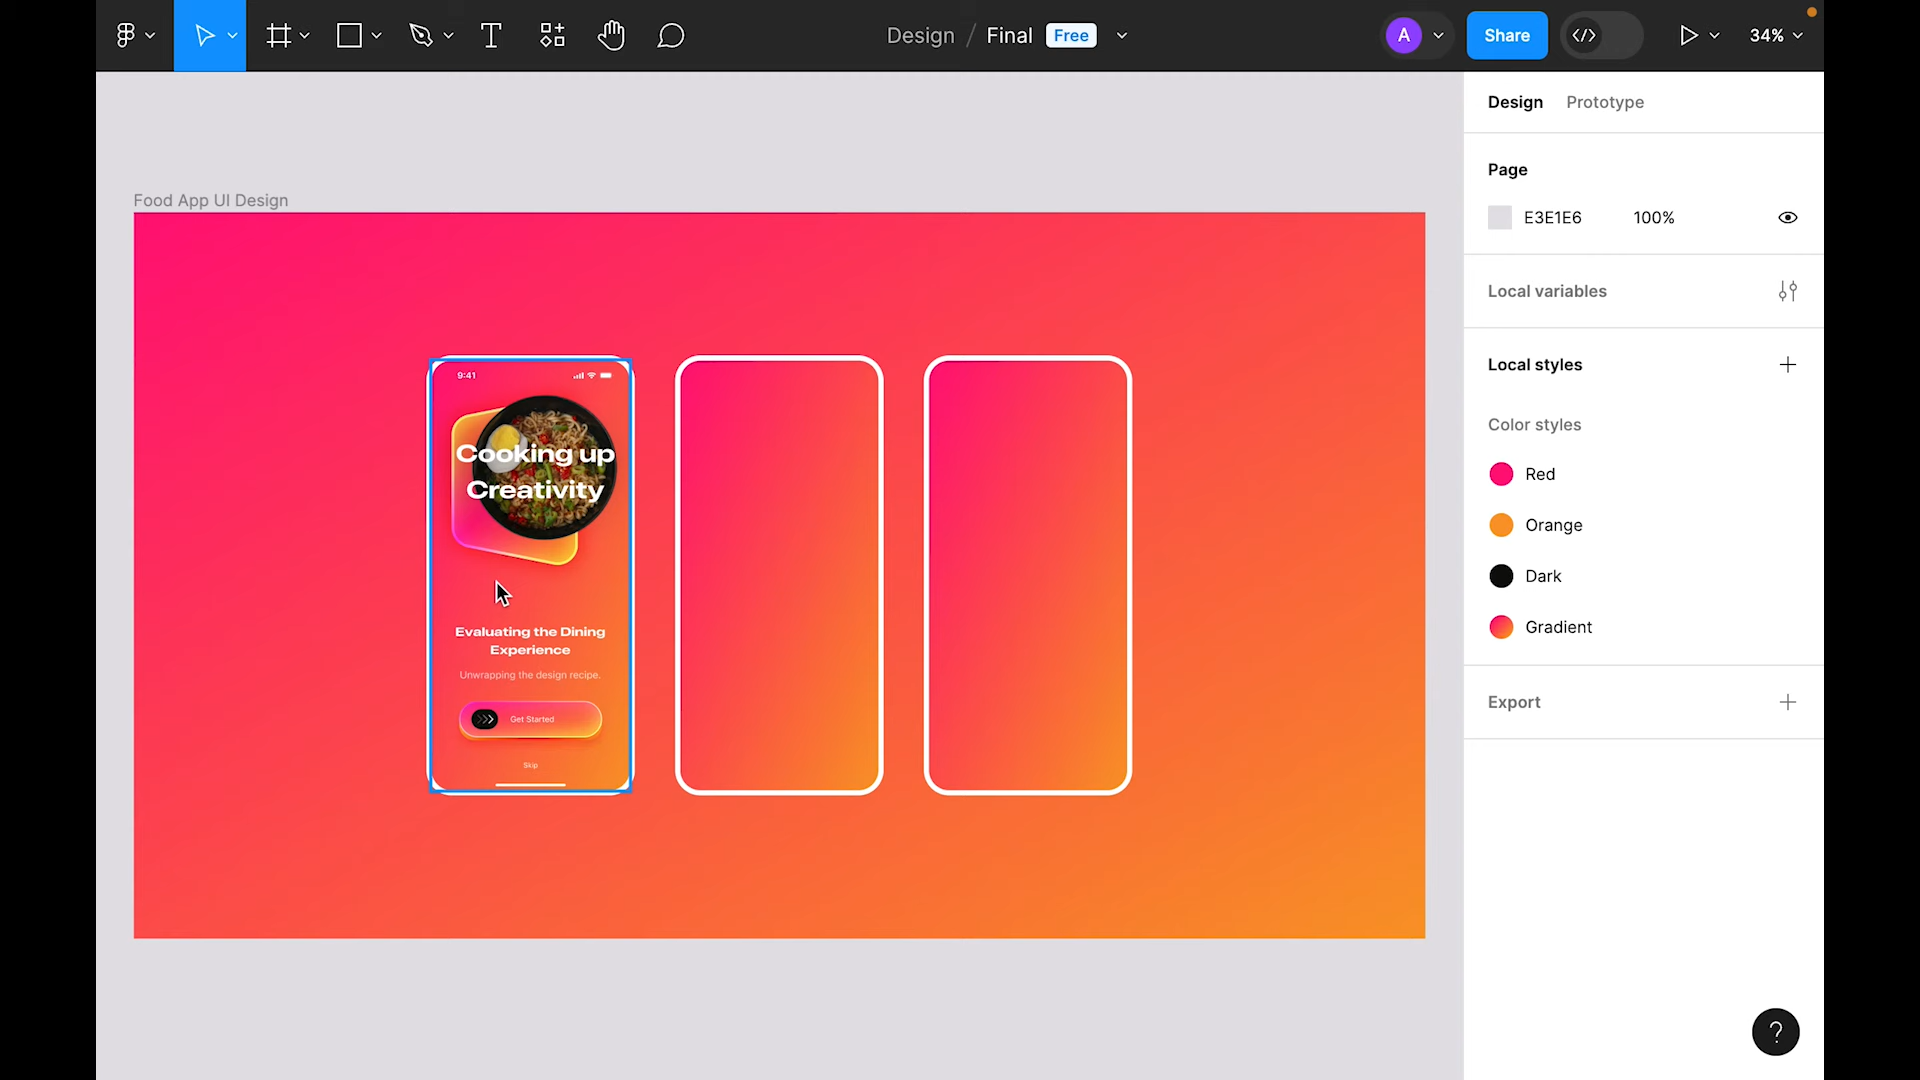 Design / Final Free
A
Share
34%
Design Prototype
Page
E3E1E6 100%
Local variables
Local styles
Color styles
Red
Orange
Dark
Gradient
Export
Food App UI Design
9:41
Cooking up
Creativity
Evaluating the Dining
Experience
Unwrapping the design recipe.
Get Started
Skip
?